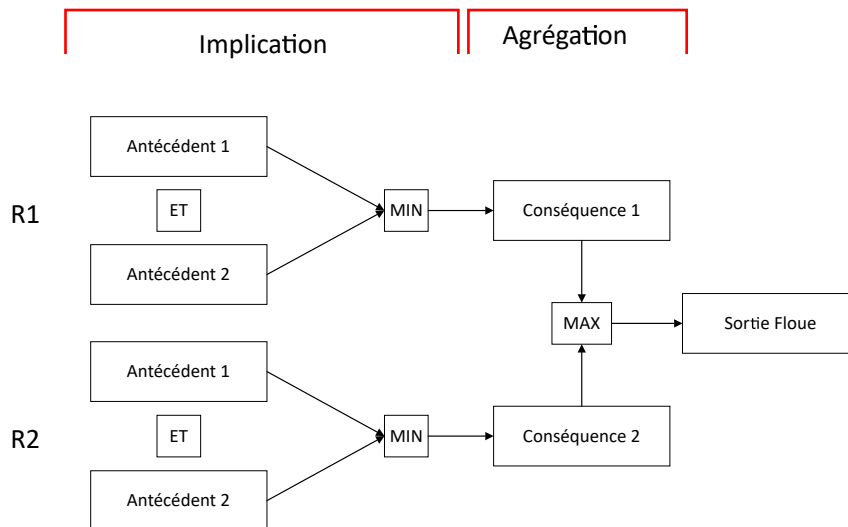 Implication
Agrégation
Antécédent 1
R1
ET
MIN
Conséquence 1
Antécédent 2
MAX
Sortie Floue
Antécédent 1
R2
ET
MIN
Conséquence 2
Antécédent 2